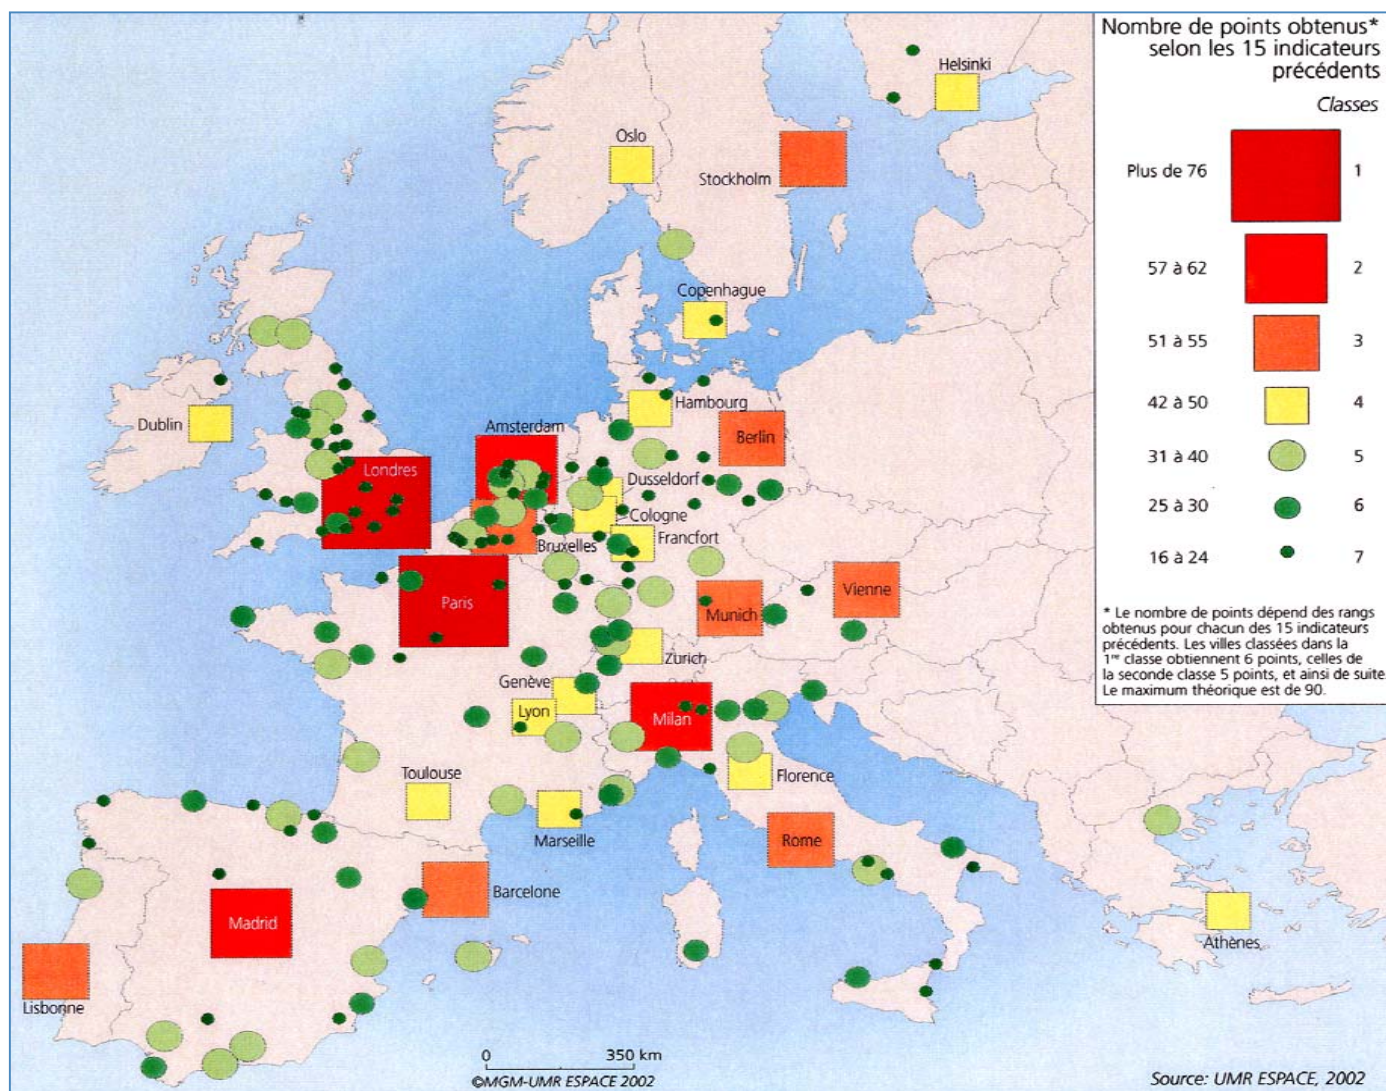 Nombre de points obtenus*
selon les 15 indicateurs
précédents
Classes
Plus de 76 1
57 à 62 2
51 à 55 3
42 à 50 4
31 à 40 5
25 à 30 6
16 à 24 7
* Le nombre de points dépend des rangs
obtenus pour chacun des 15 indicateurs
précédents. Les villes classées dans la
1re classe obtiennent 6 points, celles de
la seconde classe 5 points, et ainsi de suite.
Le maximum théorique est de 90.
Helsinki
Oslo
Stockholm
Copenhague
Dublin
Hambourg
Amsterdam
Berlin
Londres
Dusseldorf
Cologne
Francfort
Bruxelles
Paris
Munich
Vienne
Zurich
Genève
Lyon
Milan
Toulouse
Florence
Marseille
Rome
Barcelone
Madrid
Athènes
Lisbonne
0 350 km
©MGM-UMR ESPACE 2002
Source: UMR ESPACE, 2002